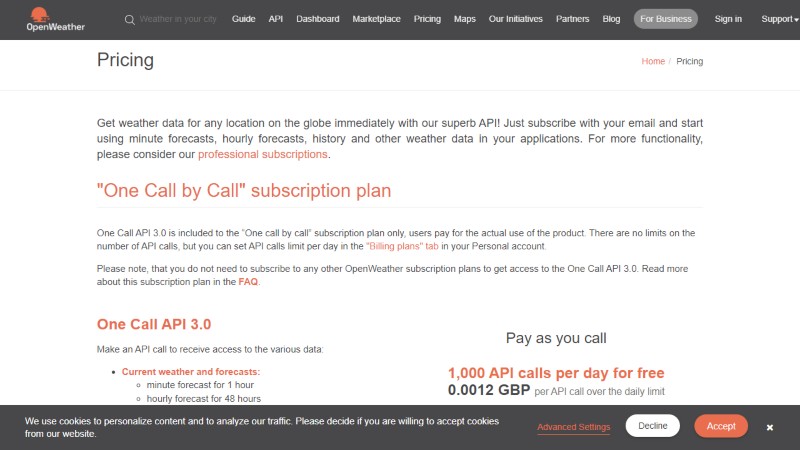 OpenWeather
Weather in your city
Guide
API
Dashboard
Marketplace
Pricing
Maps
Our Initiatives
Partners
Blog
For Business
Sign in
Support
Pricing
Home / Pricing
Get weather data for any location on the globe immediately with our superb API! Just subscribe with your email and start
using minute forecasts, hourly forecasts, history and other weather data in your applications. For more functionality,
please consider our professional subscriptions.
"One Call by Call" subscription plan
One Call API 3.0 is included to the "One call by call" subscription plan only, users pay for the actual use of the product. There are no limits on the
number of API calls, but you can set API calls limit per day in the "Billing plans" tab in your Personal account.
Please note, that you do not need to subscribe to any other OpenWeather subscription plans to get access to the One Call API 3.0. Read more
about this subscription plan in the FAQ.
One Call API 3.0
Make an API call to receive access to the various data:
• Current weather and forecasts:
◦ minute forecast for 1 hour
◦ hourly forecast for 48 hours
Pay as you call
1,000 API calls per day for free
0.0012 GBP per API call over the daily limit
We use cookies to personalize content and to analyze our traffic. Please decide if you are willing to accept cookies
from our website.
Advanced Settings
Decline
Accept
×